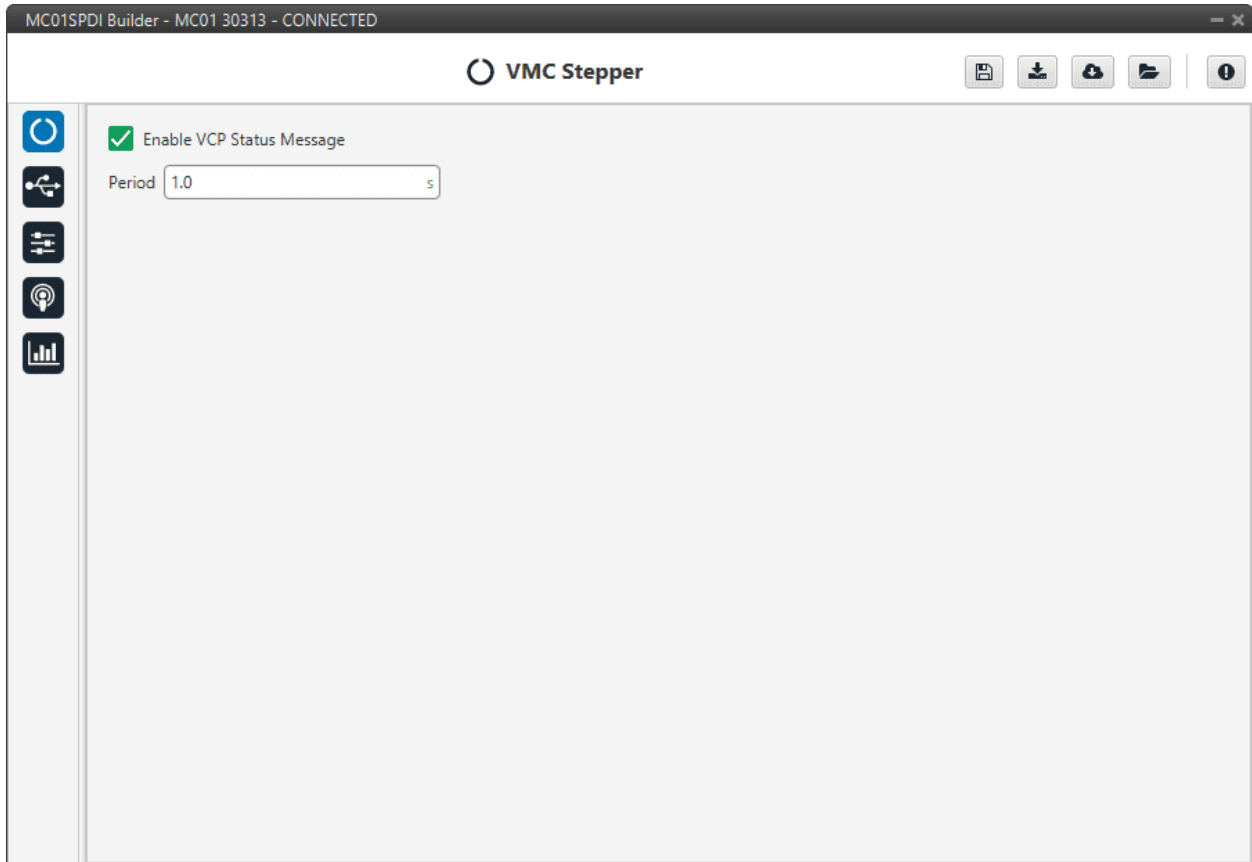 MC01SPDI Builder - MC01 30313 - CONNECTED
VMC Stepper
Enable VCP Status Message
Period 1.0 s